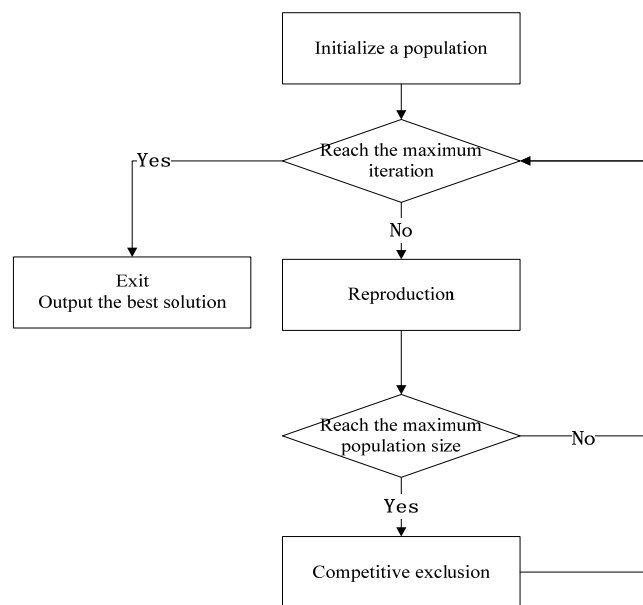 Initialize a population
Reach the maximum
iteration
Yes
No
Exit
Output the best solution
Reproduction
Reach the maximum
population size
No
Yes
Competitive exclusion